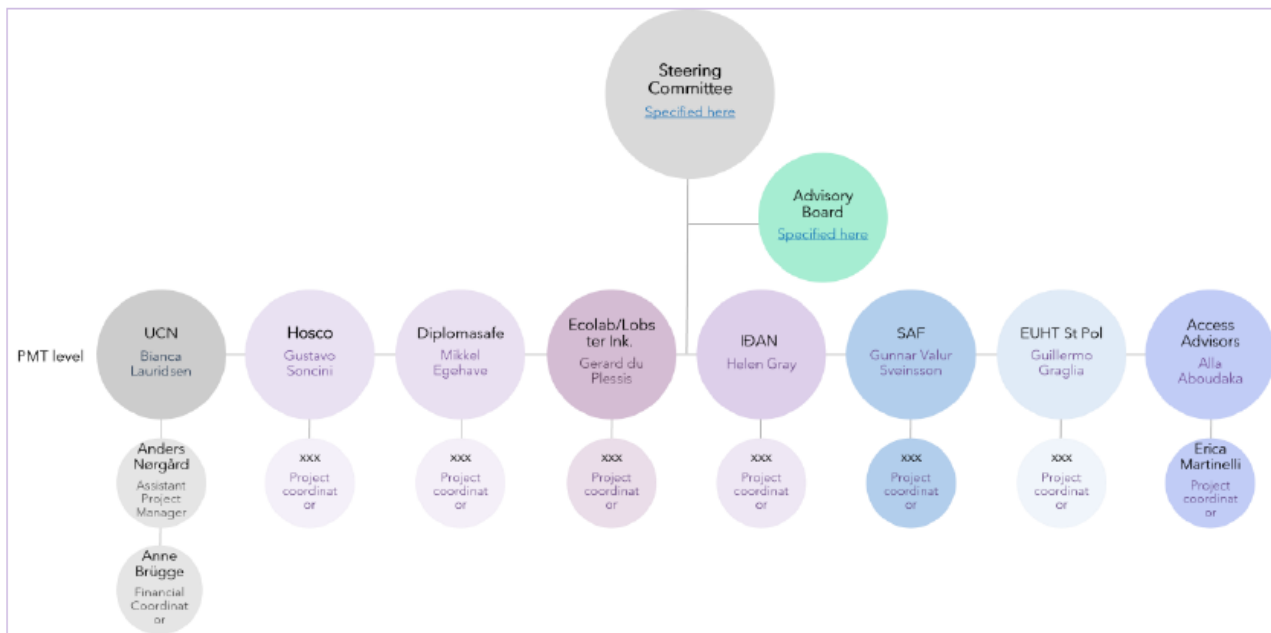 Steering
Committee
Specified here
Advisory
Board
Specified here
PMT level
UCN
Bianca
Lauridsen
Hosco
Gustavo
Soncini
Diplomasafe
Mikkel
Egehave
Ecolab/Lobs
ter Ink.
Gerard du
Plessis
IÐAN
Helen Gray
SAF
Gunnar Valur
Sveinsson
EUHT St Pol
Guillermo
Graglia
Access
Advisors
Alla
Aboudaka
Anders
Nørgård
Assistant
Project
Manager
xxx
Project
coordinat
or
xxx
Project
coordinat
or
xxx
Project
coordinat
or
xxx
Project
coordinat
or
xxx
Project
coordinat
or
xxx
Project
coordinat
or
Erica
Martinelli
Project
coordinat
or
Anne
Brügge
Financial
Coordinat
or